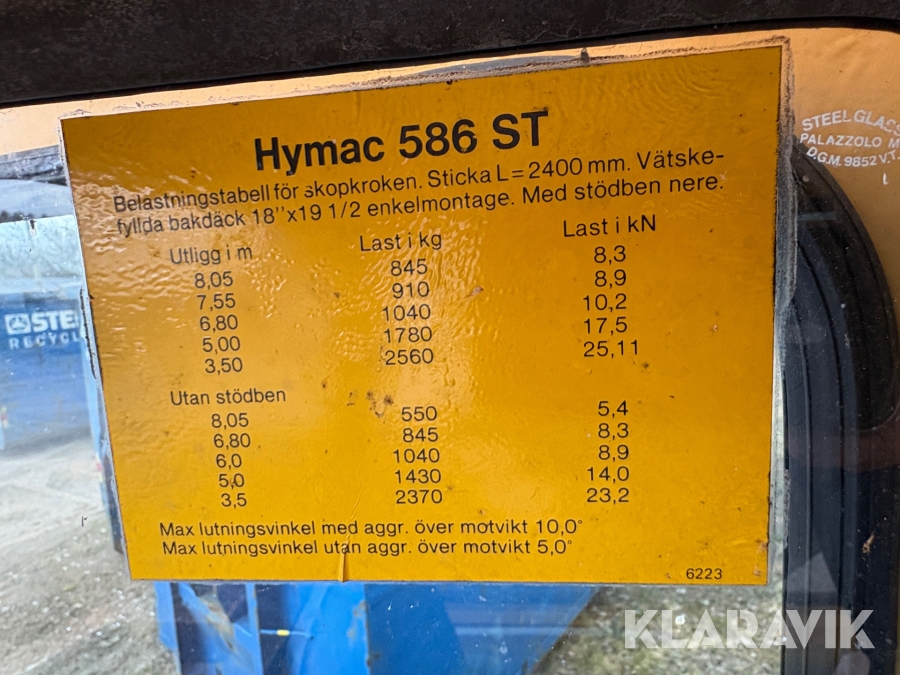 Hymac 586 ST
Belastningstabell för skopkroken. Sticka L=2400 mm. Vätske-
fyllda bakdäck 18"x19 1/2 enkelmontage. Med stödben nere.
Utligg i m Last i kg Last i kN
8,05 845 8,3
7,55 910 8,9
6,80 1040 10,2
5,00 1780 17,5
3,50 2560 25,11
Utan stödben
8,05 550 5,4
6,80 845 8,3
6,0 1040 8,9
5,0 1430 14,0
3,5 2370 23,2
Max lutningsvinkel med aggr. över motvikt 10,0°
Max lutningsvinkel utan aggr. över motvikt 5,0°
6223
STEEL GLASS
PALAZZOLO M
D.G.M. 9852 V.T.
STE
RECYCL
KLARAVIK